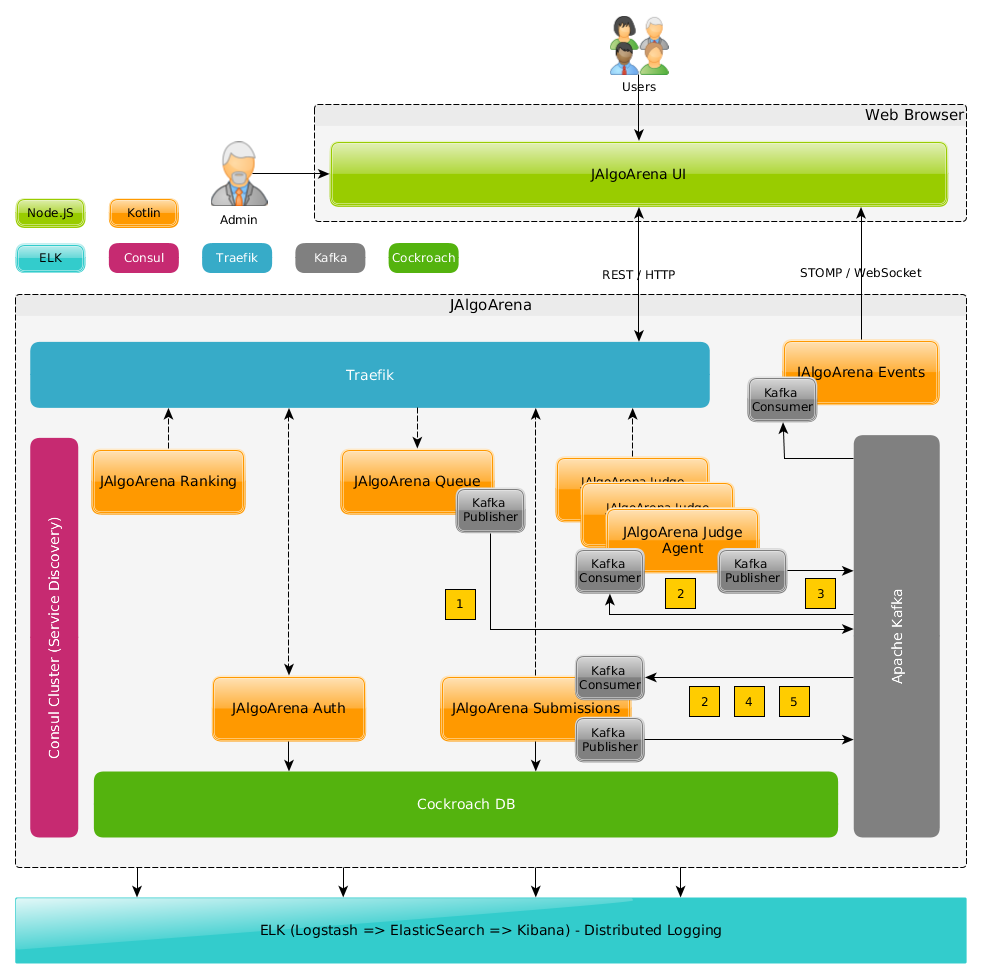 Users
Web Browser
JAlgoArena UI
Admin
Node.JS
Kotlin
ELK
Consul
Traefik
Kafka
Cockroach
REST / HTTP
STOMP / WebSocket
JAlgoArena
Traefik
JAlgoArena Events
Kafka
Consumer
JAlgoArena Ranking
JAlgoArena Queue
Kafka
Publisher
JAlgoArena Judge
JAlgoArena Judge
JAlgoArena Judge
Agent
Kafka
Consumer
Kafka
Publisher
1
2
3
Consul Cluster (Service Discovery)
Apache Kafka
JAlgoArena Auth
JAlgoArena Submissions
Kafka
Consumer
Kafka
Publisher
2
4
5
Cockroach DB
ELK (Logstash => ElasticSearch => Kibana) - Distributed Logging